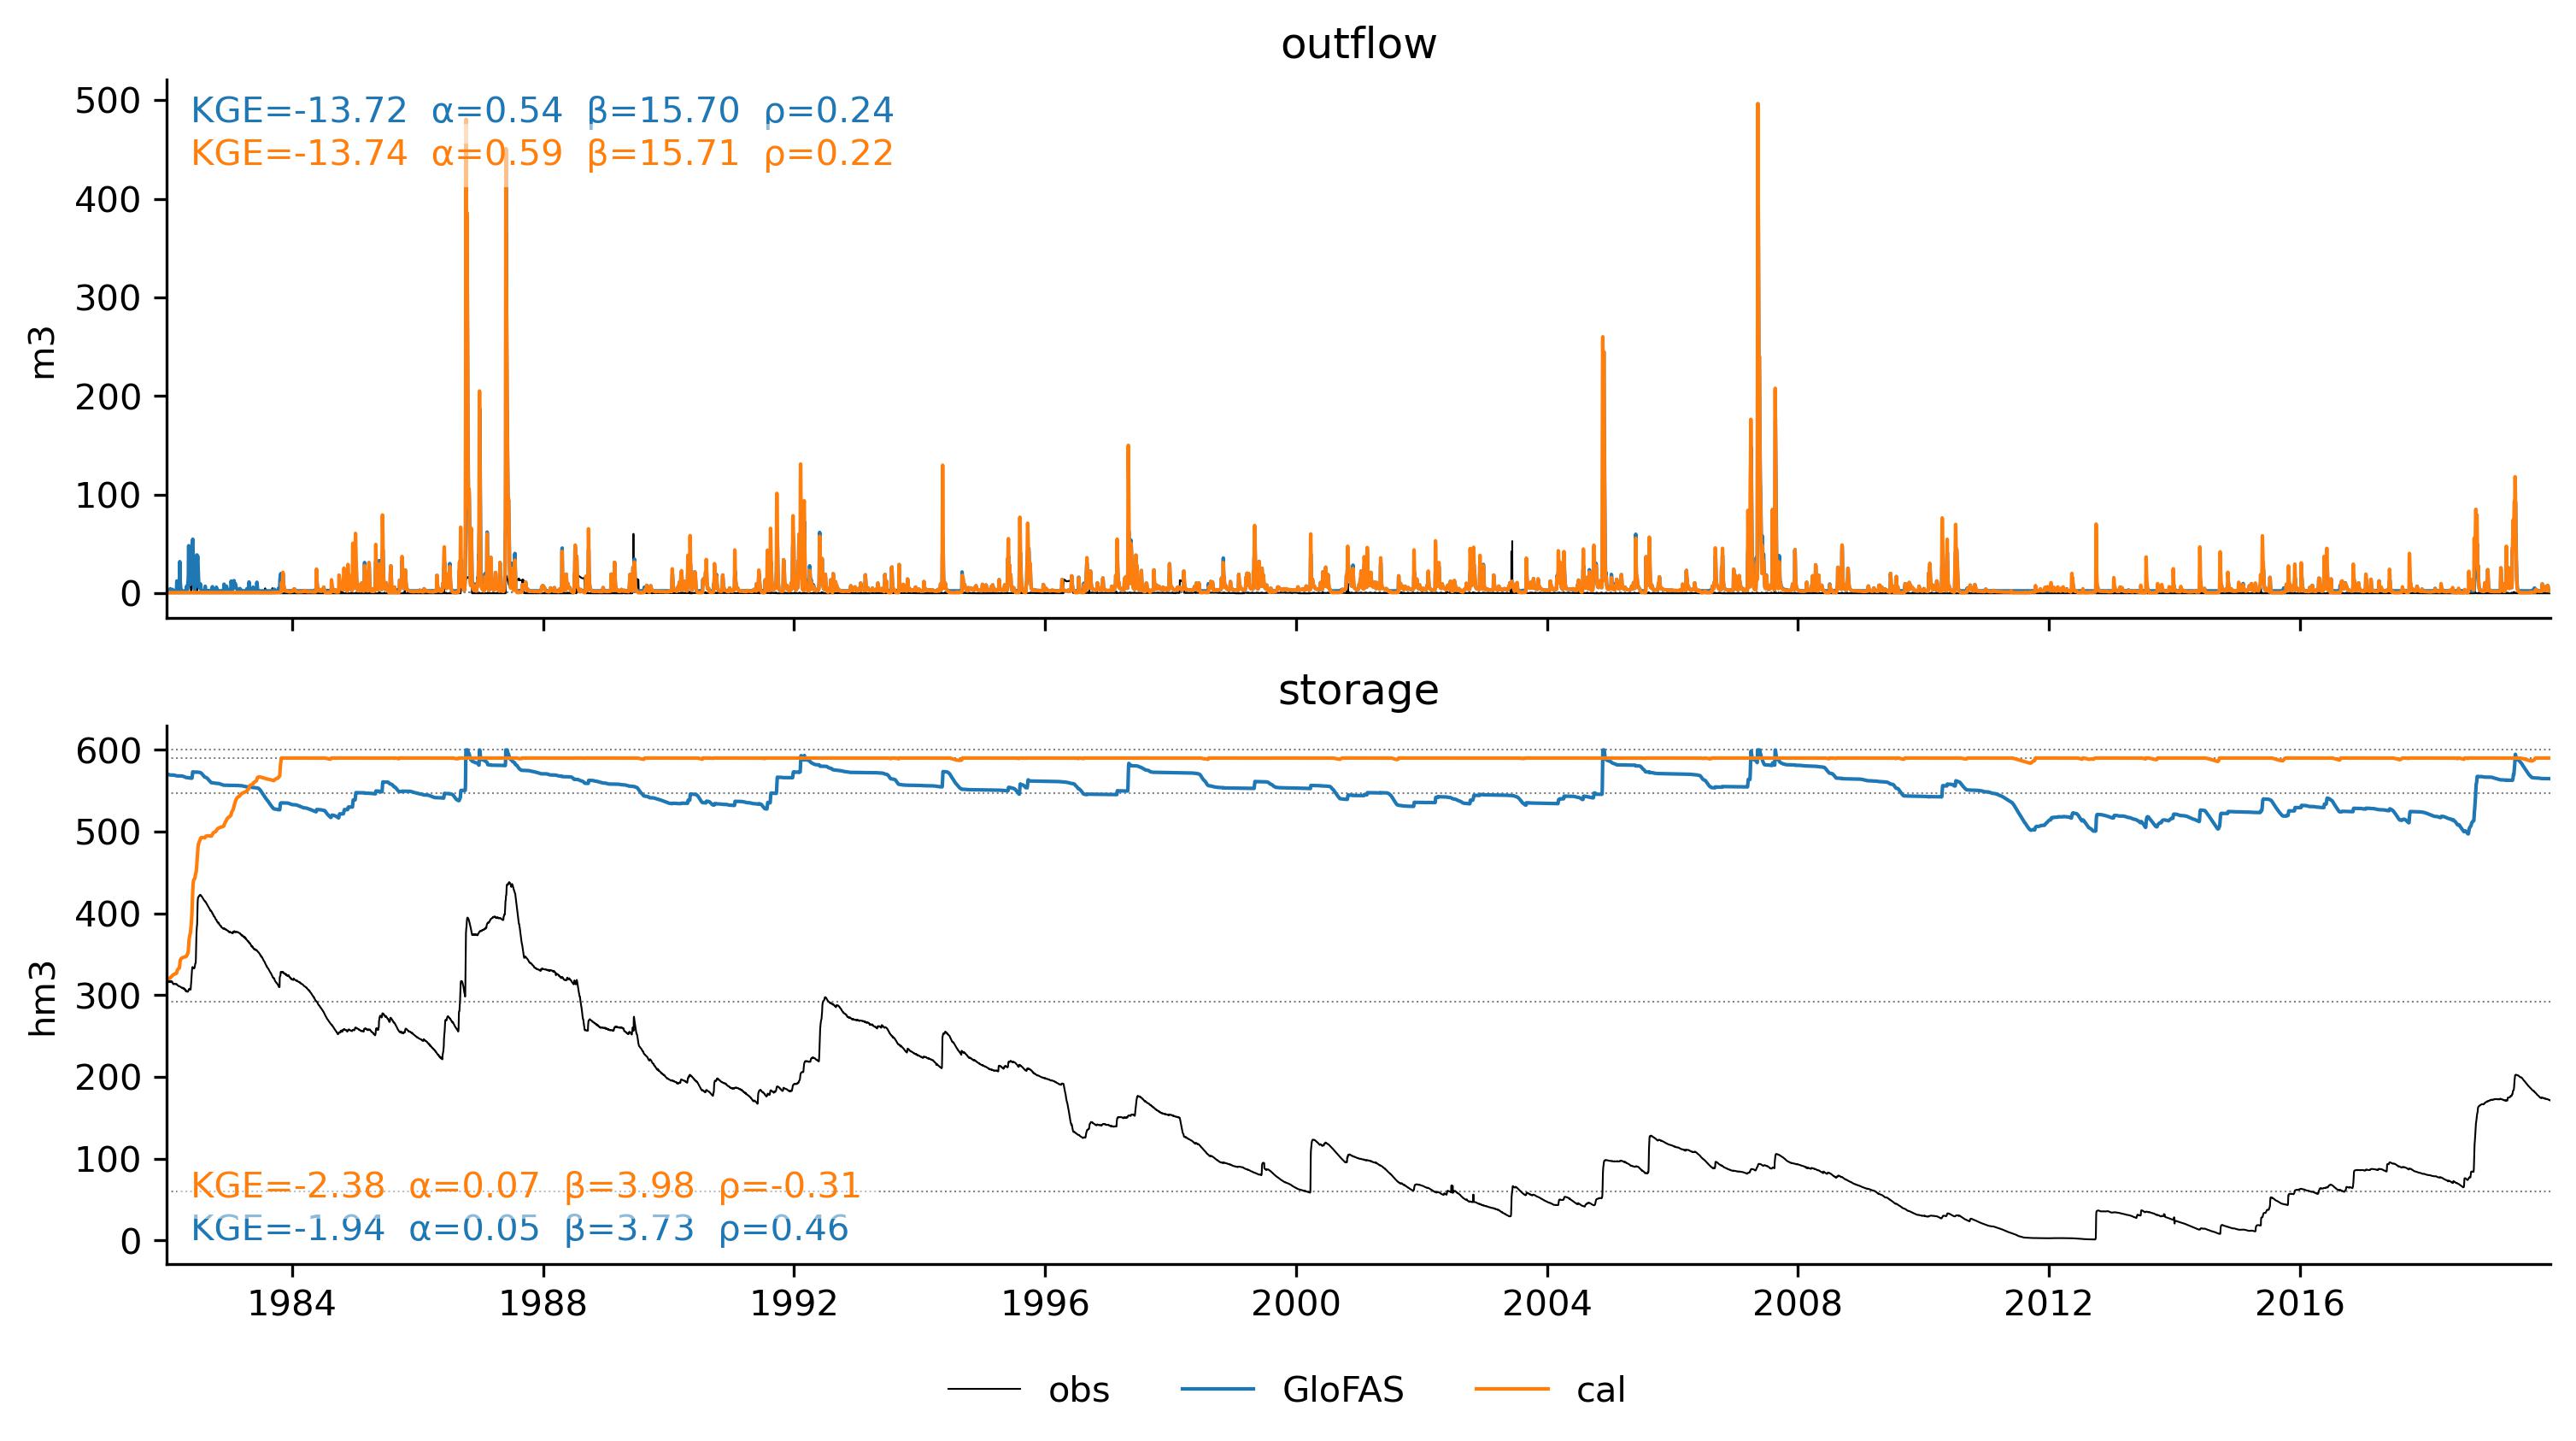 outflow
500
400
300
200
100
0
m3
KGE=-13.72 α=0.54 β=15.70 ρ=0.24
KGE=-13.74 α=0.59 β=15.71 ρ=0.22
storage
600
500
400
300
200
100
0
hm3
KGE=-2.38 α=0.07 β=3.98 ρ=-0.31
KGE=-1.94 α=0.05 β=3.73 ρ=0.46
1984 1988 1992 1996 2000 2004 2008 2012 2016
obs GloFAS cal